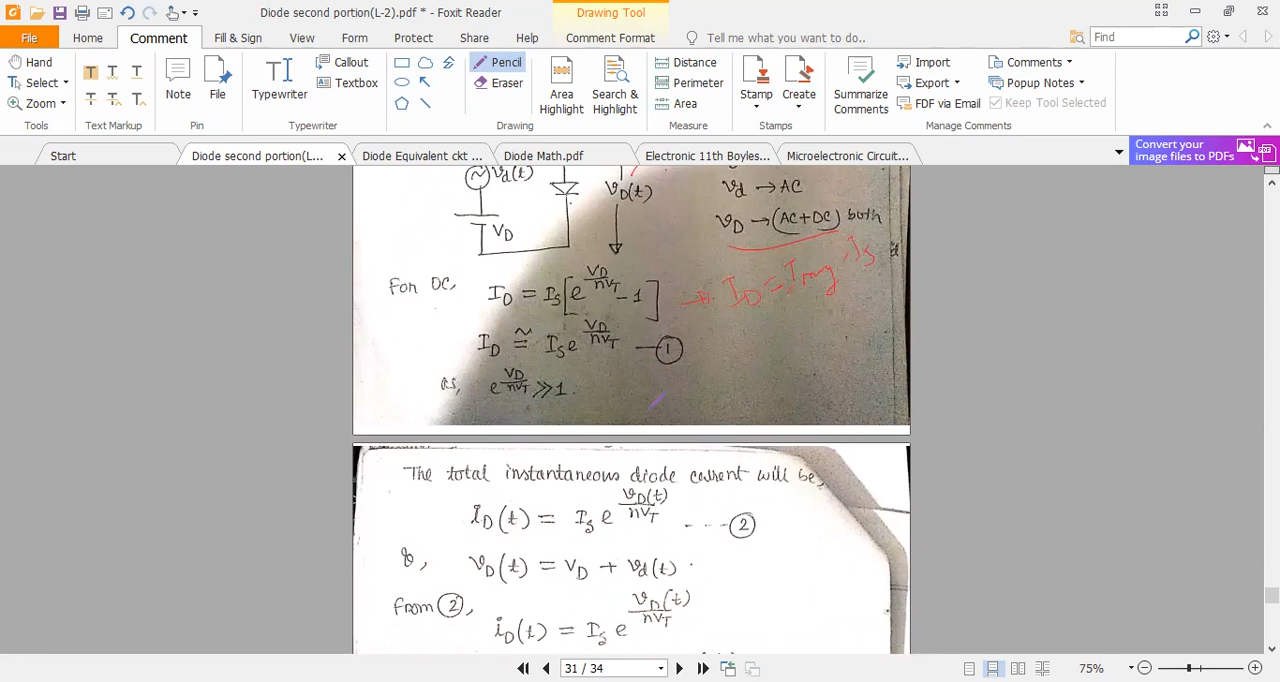 Diode second portion(L-2).pdf * - Foxit Reader
Drawing Tool
File Home Comment Fill & Sign View Form Protect Share Help Comment Format Tell me what you want to do.. Find
Hand Select Zoom
Tools
T T T T T T
Text Markup
Note File
Pin
Typewriter Callout Textbox
Typewriter
Pencil Eraser
Drawing
Area Highlight Search & Highlight
Distance Perimeter Area
Measure
Stamp Create
Stamps
Summarize Comments Import Export FDF via Email Comments Popup Notes Keep Tool Selected
Manage Comments
Start Diode second portion(L-... Diode Equivalent ckt ... Diode Math.pdf Electronic 11th Boyles... Microelectronic Circuit...
Convert your image files to PDFs
vd(t) vD(t)
VD
vd → AC
vD → (AC+DC) both
For DC, ID = IS[e^(VD/nVT) - 1] → ID =
ID ≅ ISe^(VD/nVT) — ①
as, e^(VD/nVT) >> 1.
The total instantaneous diode current will be,
iD(t) = Is e^(vD(t)/nVT) ---- ②
&, vD(t) = VD + vd(t).
From ②,
iD(t) = Is e^(vD(t)/nVT)
31 / 34 75%